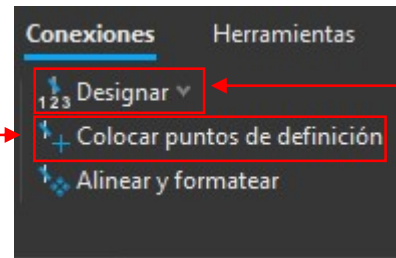 Conexiones Herramientas
123 Designar
Colocar puntos de definición
Alinear y formatear